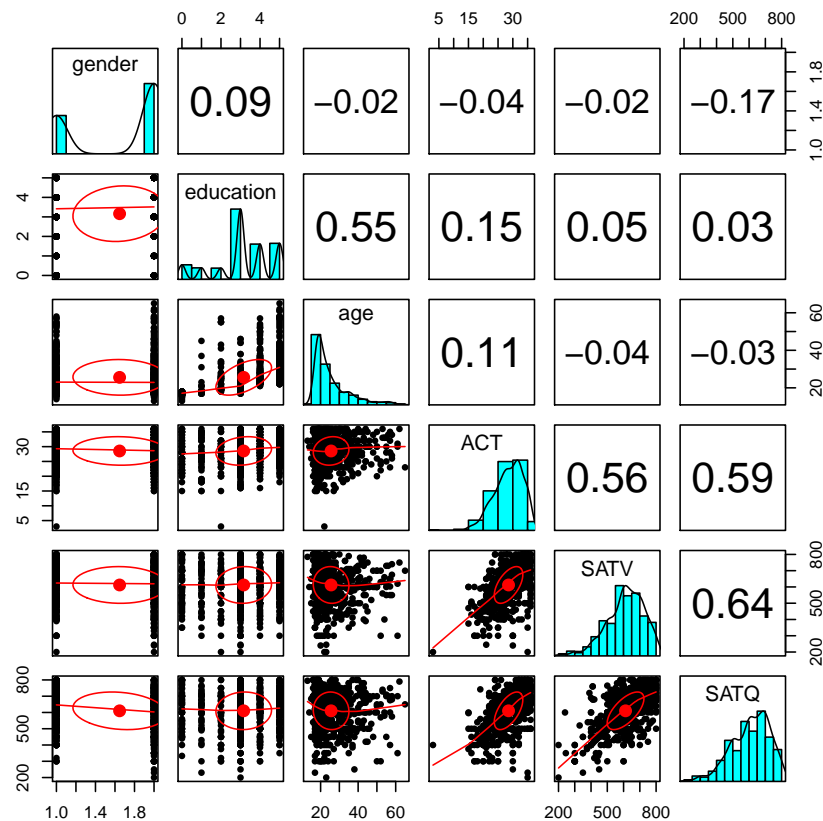 0 2 4 5 15 30 200 500 800
gender 0.09 −0.02 −0.04 −0.02 −0.17 1.0 1.4 1.8
0 2 4 education 0.55 0.15 0.05 0.03
age 0.11 −0.04 −0.03 20 40 60
5 15 30 ACT 0.56 0.59
SATV 0.64 200 500 800
200 500 800 SATQ
1.0 1.4 1.8 20 40 60 200 500 800